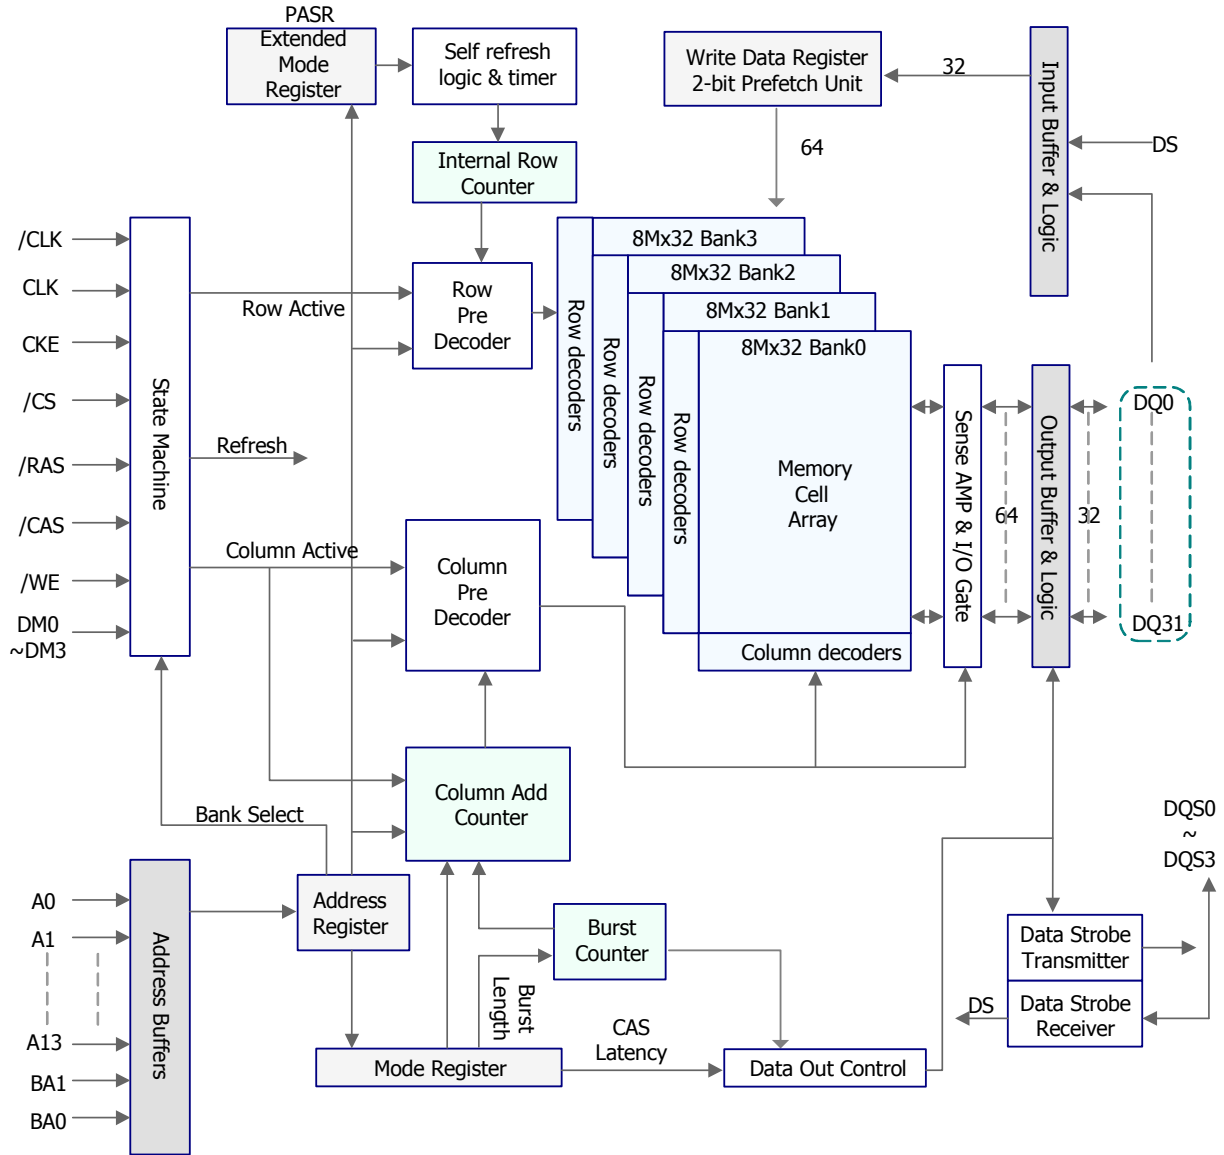 PASR
Extended
Mode
Register
Self refresh
logic & timer
Internal Row
Counter
Write Data Register
2-bit Prefetch Unit
32
64
Input Buffer & Logic
DS
/CLK
CLK
CKE
/CS
/RAS
/CAS
/WE
DM0
~DM3
State Machine
Row Active
Refresh
Column Active
Bank Select
Row
Pre
Decoder
Column
Pre
Decoder
Column Add
Counter
Row decoders
Row decoders
Row decoders
Row decoders
8Mx32 Bank3
8Mx32 Bank2
8Mx32 Bank1
8Mx32 Bank0
Memory
Cell
Array
Column decoders
Sense AMP & I/O Gate
64
Output Buffer & Logic
32
DQ0
DQ31
A0
A1
A13
BA1
BA0
Address Buffers
Address
Register
Burst
Counter
Burst
Length
CAS
Latency
Mode Register
Data Out Control
DQS0
~
DQS3
Data Strobe
Transmitter
Data Strobe
Receiver
DS